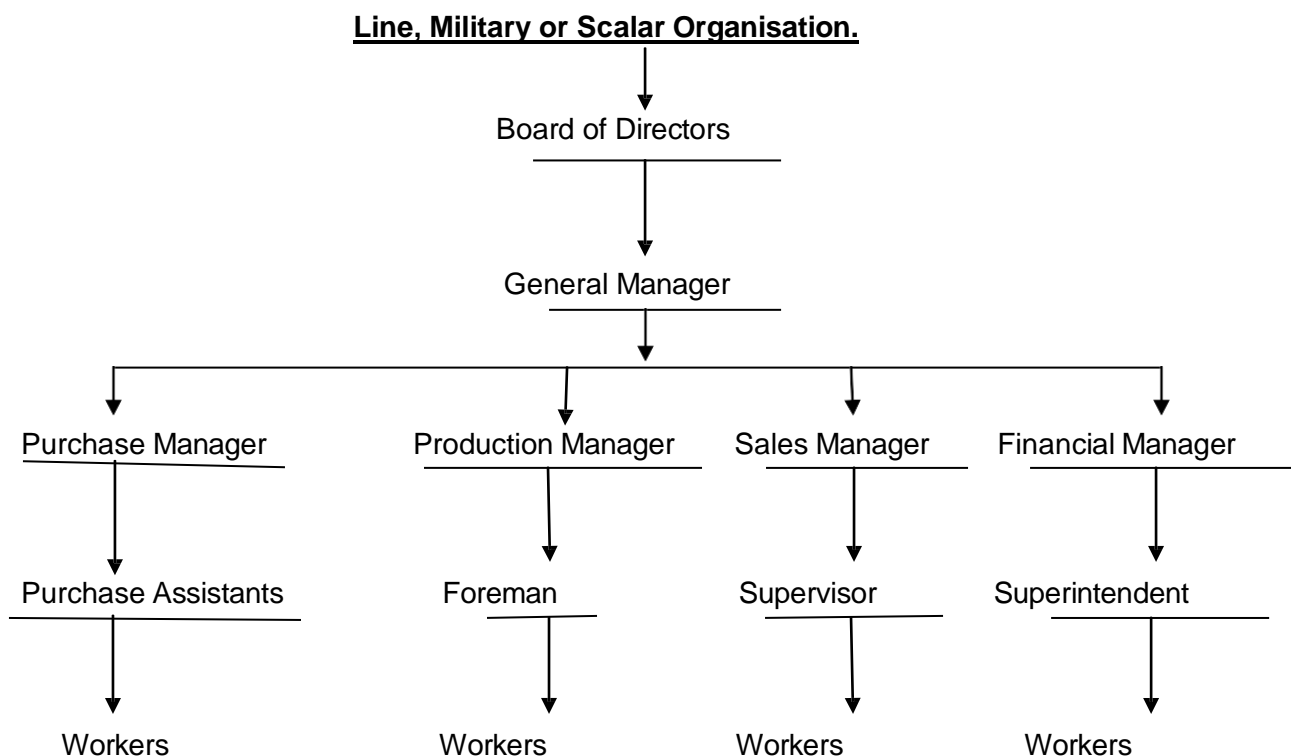 Line, Military or Scalar Organisation.
Board of Directors
General Manager
Purchase Manager Production Manager Sales Manager Financial Manager
Purchase Assistants Foreman Supervisor Superintendent
Workers Workers Workers Workers